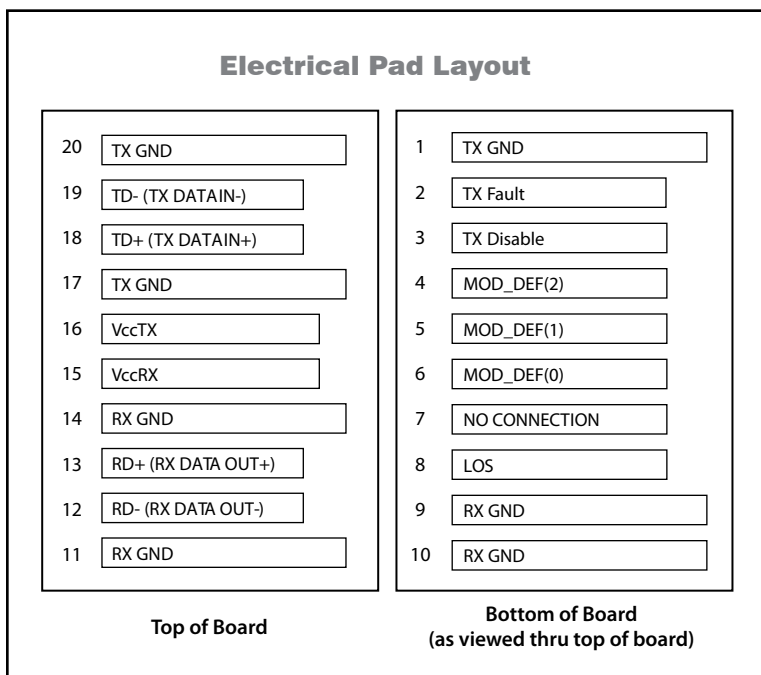 Electrical Pad Layout
20 TX GND
19 TD- (TX DATAIN-)
18 TD+ (TX DATAIN+)
17 TX GND
16 VccTX
15 VccRX
14 RX GND
13 RD+ (RX DATA OUT+)
12 RD- (RX DATA OUT-)
11 RX GND
Top of Board
1 TX GND
2 TX Fault
3 TX Disable
4 MOD_DEF(2)
5 MOD_DEF(1)
6 MOD_DEF(0)
7 NO CONNECTION
8 LOS
9 RX GND
10 RX GND
Bottom of Board
(as viewed thru top of board)